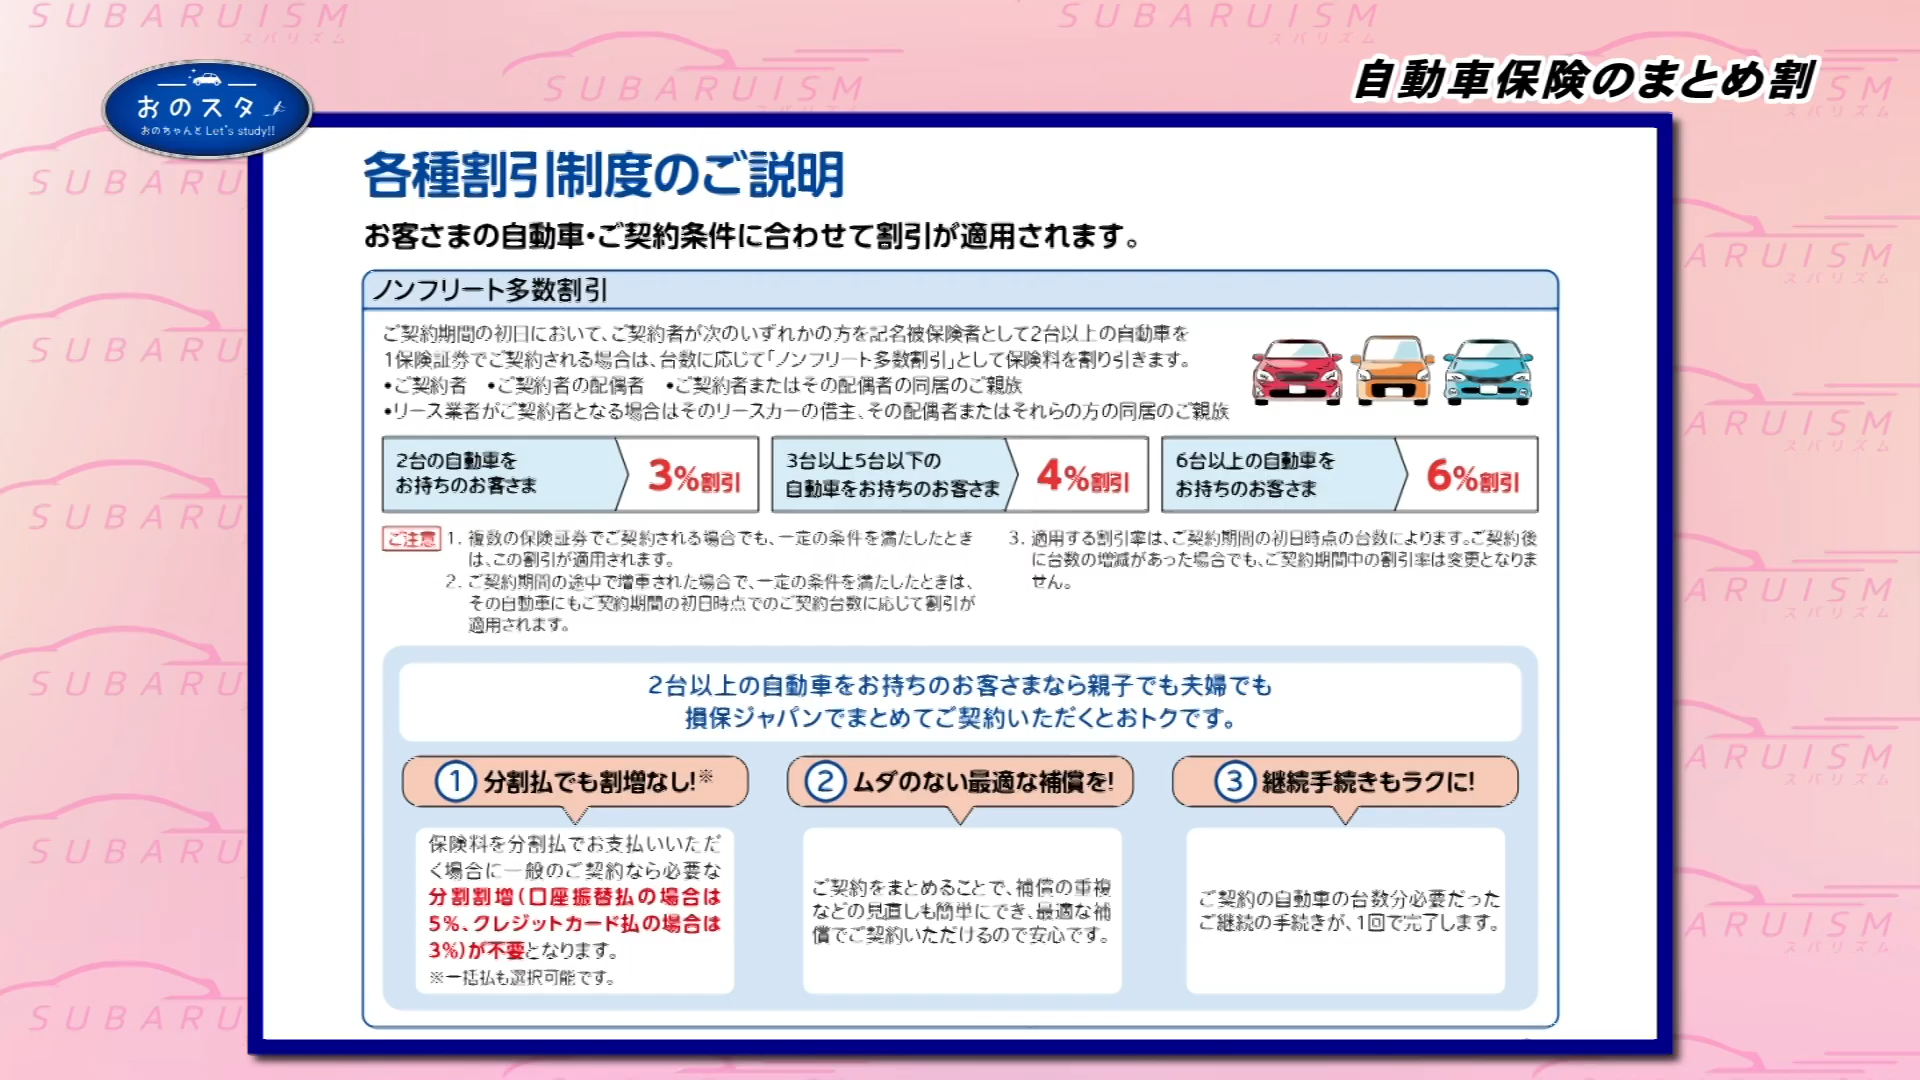 SUBARUISM
スバリズム
SUBARUISM
スバリズム
SUBARUISM
自動車保険のまとめ割
おのスタ
おのちゃんと Let's study!!
各種割引制度のご説明
お客さまの自動車・ご契約条件に合わせて割引が適用されます。
ノンフリート多数割引
ご契約期間の初日において、ご契約者が次のいずれかの方を記名被保険者として2台以上の自動車を
1保険証券でご契約される場合は、台数に応じて「ノンフリート多数割引」として保険料を割り引きます。
•ご契約者 •ご契約者の配偶者 •ご契約者またはその配偶者の同居のご親族
•リース業者がご契約者となる場合はそのリースカーの借主、その配偶者またはそれらの方の同居のご親族
2台の自動車を
お持ちのお客さま
3%割引
3台以上5台以下の
自動車をお持ちのお客さま
4%割引
6台以上の自動車を
お持ちのお客さま
6%割引
ご注意
1. 複数の保険証券でご契約される場合でも、一定の条件を満たしたとき
は、この割引が適用されます。
2. ご契約期間の途中で増車された場合で、一定の条件を満たしたときは、
その自動車にもご契約期間の初日時点でのご契約台数に応じて割引が
適用されます。
3. 適用する割引率は、ご契約期間の初日時点の台数によります。ご契約後
に台数の増減があった場合でも、ご契約期間中の割引率は変更となりま
せん。
2台以上の自動車をお持ちのお客さまなら親子でも夫婦でも
損保ジャパンでまとめてご契約いただくとおトクです。
① 分割払でも割増なし!※
保険料を分割払でお支払いいただ
く場合に一般のご契約なら必要な
分割割増(口座振替払の場合は
5%、クレジットカード払の場合は
3%)が不要となります。
※一括払も選択可能です。
② ムダのない最適な補償を!
ご契約をまとめることで、補償の重複
などの見直しも簡単にでき、最適な補
償でご契約いただけるので安心です。
③ 継続手続きもラクに!
ご契約の自動車の台数分必要だった
ご継続の手続きが、1回で完了します。